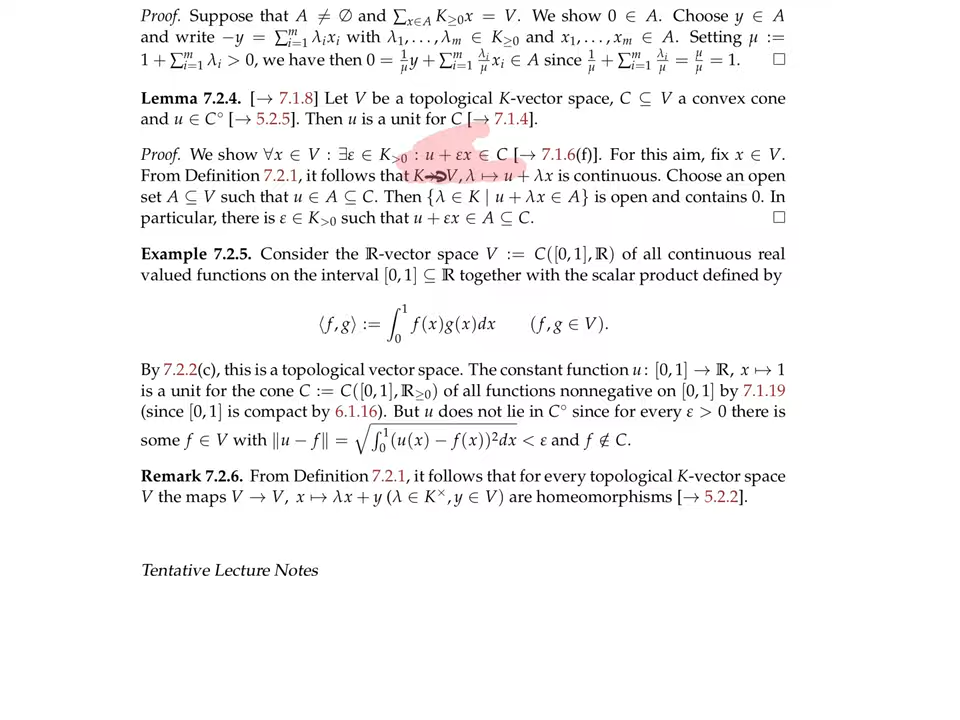 Proof. Suppose that A ≠ ∅ and ∑_{x∈A} K_{≥0}x = V. We show 0 ∈ A. Choose y ∈ A
and write −y = ∑_{i=1}^m λ_i x_i with λ_1, . . . , λ_m ∈ K_{≥0} and x_1, . . . , x_m ∈ A. Setting μ :=
1 + ∑_{i=1}^m λ_i > 0, we have then 0 = 1/μ y + ∑_{i=1}^m λ_i/μ x_i ∈ A since 1/μ + ∑_{i=1}^m λ_i/μ = μ/μ = 1. □
Lemma 7.2.4. [→ 7.1.8] Let V be a topological K-vector space, C ⊆ V a convex cone
and u ∈ C° [→ 5.2.5]. Then u is a unit for C [→ 7.1.4].
Proof. We show ∀x ∈ V : ∃ε ∈ K_{>0} : u + εx ∈ C [→ 7.1.6(f)]. For this aim, fix x ∈ V.
From Definition 7.2.1, it follows that K → V, λ ↦ u + λx is continuous. Choose an open
set A ⊆ V such that u ∈ A ⊆ C. Then {λ ∈ K | u + λx ∈ A} is open and contains 0. In
particular, there is ε ∈ K_{>0} such that u + εx ∈ A ⊆ C. □
Example 7.2.5. Consider the ℝ-vector space V := C([0, 1], ℝ) of all continuous real
valued functions on the interval [0, 1] ⊆ ℝ together with the scalar product defined by
⟨f, g⟩ := ∫_0^1 f(x)g(x)dx (f, g ∈ V).
By 7.2.2(c), this is a topological vector space. The constant function u : [0, 1] → ℝ, x ↦ 1
is a unit for the cone C := C([0, 1], ℝ_{≥0}) of all functions nonnegative on [0, 1] by 7.1.19
(since [0, 1] is compact by 6.1.16). But u does not lie in C° since for every ε > 0 there is
some f ∈ V with ‖u − f‖ = √(∫_0^1 (u(x) − f(x))²dx) < ε and f ∉ C.
Remark 7.2.6. From Definition 7.2.1, it follows that for every topological K-vector space
V the maps V → V, x ↦ λx + y (λ ∈ K^×, y ∈ V) are homeomorphisms [→ 5.2.2].
Tentative Lecture Notes